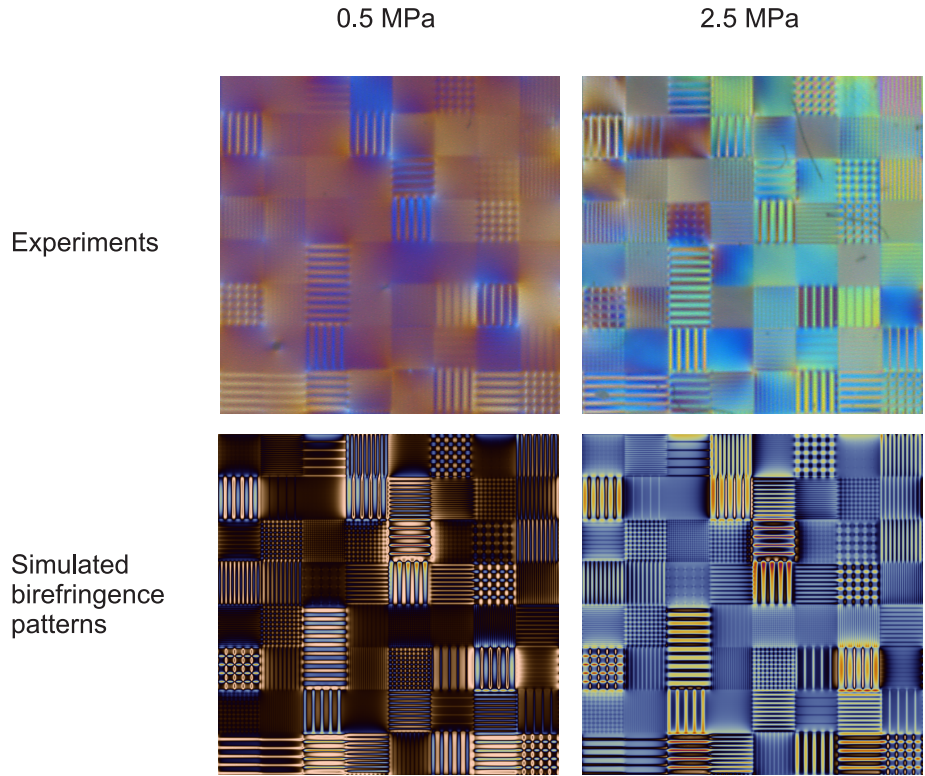 0.5 MPa
2.5 MPa
Experiments
Simulated
birefringence
patterns